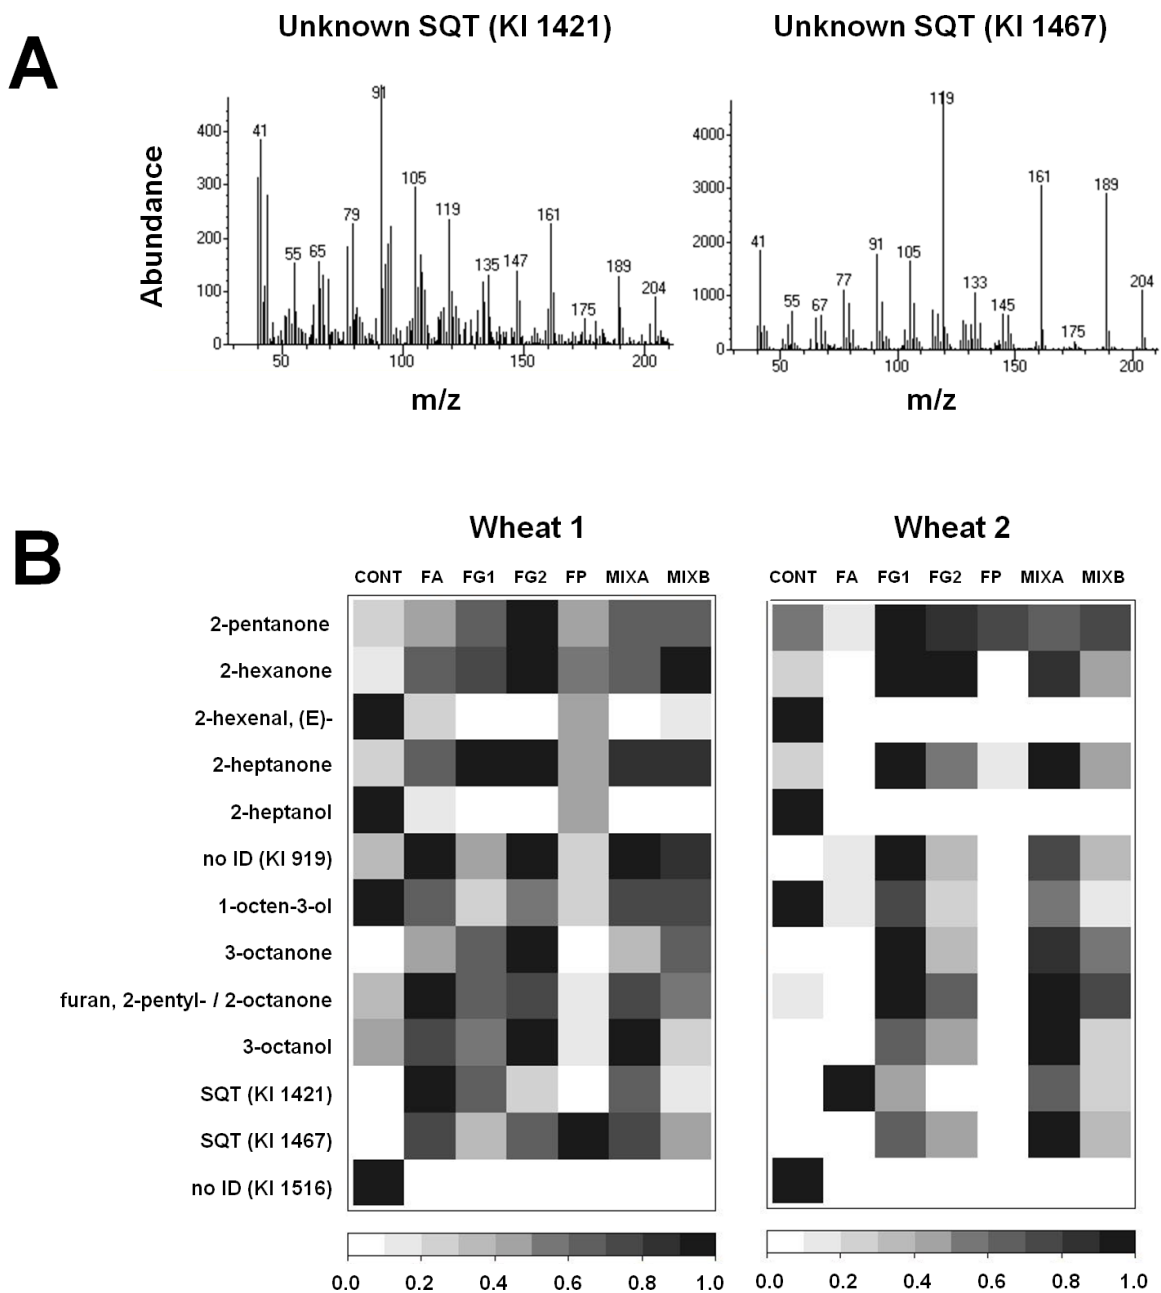 A
Unknown SQT (KI 1421)
Unknown SQT (KI 1467)
Abundance
400
300
200
100
0
41
55
65
79
91
105
119
135
147
161
175
189
204
50
100
150
200
m/z
4000
3000
2000
1000
0
41
55
67
77
91
105
119
133
145
161
175
189
204
50
100
150
200
m/z
B
Wheat 1
Wheat 2
CONT FA FG1 FG2 FP MIXA MIXB
CONT FA FG1 FG2 FP MIXA MIXB
2-pentanone
2-hexanone
2-hexenal, (E)-
2-heptanone
2-heptanol
no ID (KI 919)
1-octen-3-ol
3-octanone
furan, 2-pentyl- / 2-octanone
3-octanol
SQT (KI 1421)
SQT (KI 1467)
no ID (KI 1516)
0.0 0.2 0.4 0.6 0.8 1.0
0.0 0.2 0.4 0.6 0.8 1.0